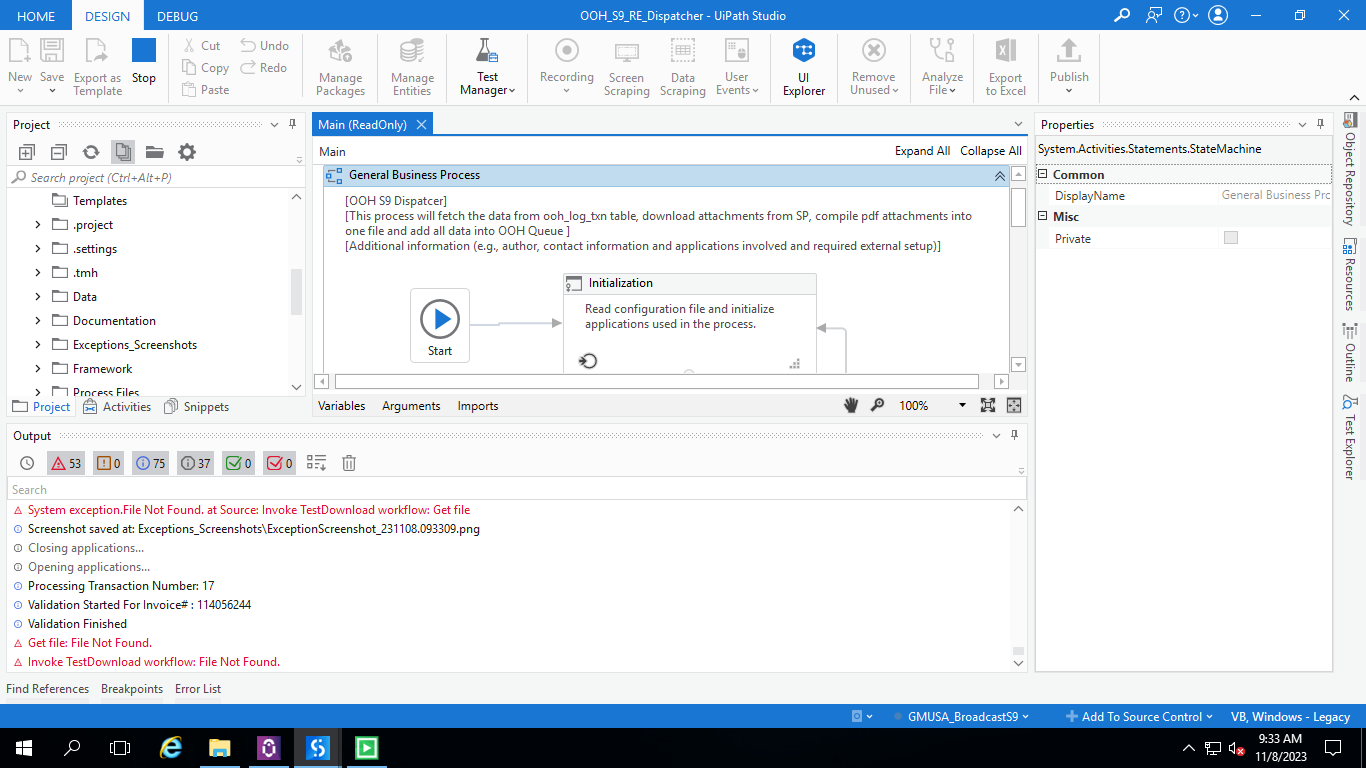 HOME DESIGN DEBUG OOH_S9_RE_Dispatcher - UiPath Studio
New Save Export as Template Stop
Cut Undo
Copy Redo
Paste
Manage Packages
Manage Entities
Test Manager
Recording
Screen Scraping
Data Scraping
User Events
UI Explorer
Remove Unused
Analyze File
Export to Excel
Publish
Project
Search project (Ctrl+Alt+P)
Templates
.project
.settings
.tmh
Data
Documentation
Exceptions_Screenshots
Framework
Process Files
Project Activities Snippets
Main (ReadOnly)
Main Expand All Collapse All
General Business Process
[OOH S9 Dispatcer]
[This process will fetch the data from ooh_log_txn table, download attachments from SP, compile pdf attachments into
one file and add all data into OOH Queue ]
[Additional information (e.g., author, contact information and applications involved and required external setup)]
Start
Initialization
Read configuration file and initialize
applications used in the process.
Variables Arguments Imports 100%
Properties
System.Activities.Statements.StateMachine
Common
DisplayName General Business Prc
Misc
Private
Object Repository
Resources
Outline
Test Explorer
Output
53 0 75 37 0 0
Search
System exception.File Not Found. at Source: Invoke TestDownload workflow: Get file
Screenshot saved at: Exceptions_Screenshots\ExceptionScreenshot_231108.093309.png
Closing applications...
Opening applications...
Processing Transaction Number: 17
Validation Started For Invoice# : 114056244
Validation Finished
Get file: File Not Found.
Invoke TestDownload workflow: File Not Found.
Find References Breakpoints Error List
GMUSA_BroadcastS9 Add To Source Control VB, Windows - Legacy
9:33 AM
11/8/2023